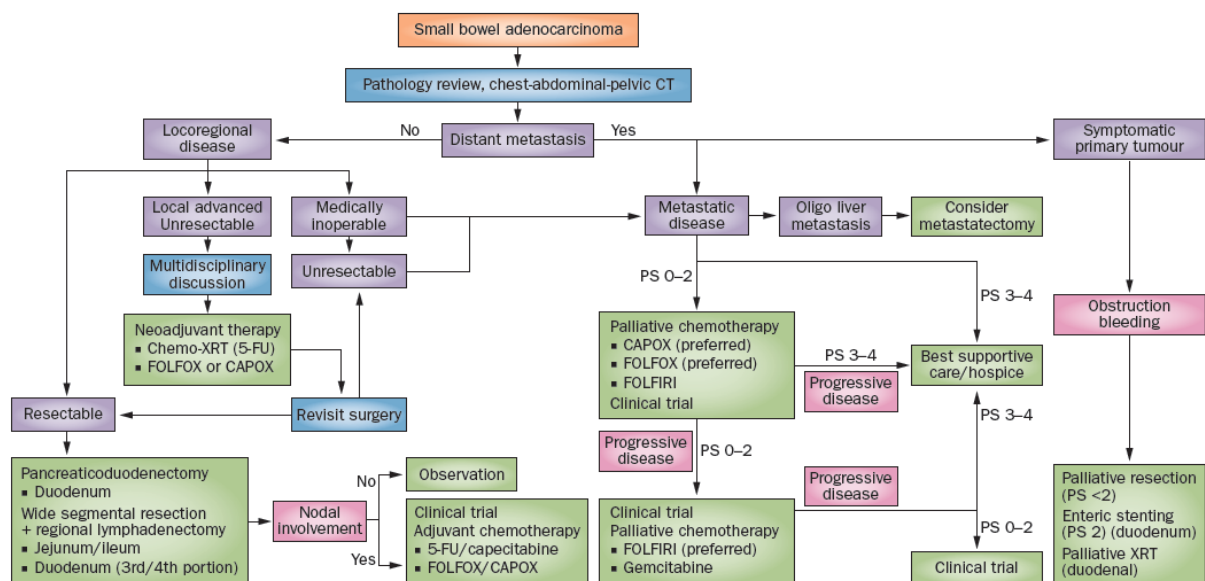 Small bowel adenocarcinoma
Pathology review, chest-abdominal-pelvic CT
No
Distant metastasis
Yes
Locoregional
disease
Symptomatic
primary tumour
Local advanced
Unresectable
Medically
inoperable
Metastatic
disease
Oligo liver
metastasis
Consider
metastatectomy
Multidisciplinary
discussion
Unresectable
PS 0–2
PS 3–4
Obstruction
bleeding
Neoadjuvant therapy
▪ Chemo-XRT (5-FU)
▪ FOLFOX or CAPOX
Palliative chemotherapy
▪ CAPOX (preferred)
▪ FOLFOX (preferred)
▪ FOLFIRI
Clinical trial
PS 3–4
Progressive
disease
Best supportive
care/hospice
Resectable
Revisit surgery
Progressive
disease
PS 0–2
Progressive
disease
PS 3–4
Pancreaticoduodenectomy
▪ Duodenum
Wide segmental resection
+ regional lymphadenectomy
▪ Jejunum/ileum
▪ Duodenum (3rd/4th portion)
Nodal
involvement
No
Observation
Yes
Clinical trial
Adjuvant chemotherapy
▪ 5-FU/capecitabine
▪ FOLFOX/CAPOX
Clinical trial
Palliative chemotherapy
▪ FOLFIRI (preferred)
▪ Gemcitabine
PS 0–2
Clinical trial
Palliative resection
(PS <2)
Enteric stenting
(PS 2) (duodenum)
Palliative XRT
(duodenal)